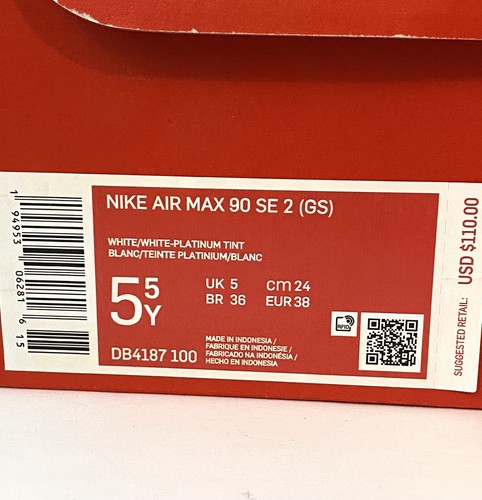 NIKE AIR MAX 90 SE 2 (GS)
WHITE/WHITE-PLATINUM TINT
BLANC/TEINTE PLATINIUM/BLANC
5 5 Y
UK 5 cm 24
BR 36 EUR 38
DB4187 100
MADE IN INDONESIA /
FABRIQUE EN INDONESIE /
FABRICADO NA INDONÉSIA /
HECHO EN INDONESIA
RFID
1 94953 06281 6 15
SUGGESTED RETAIL: USD $110.00